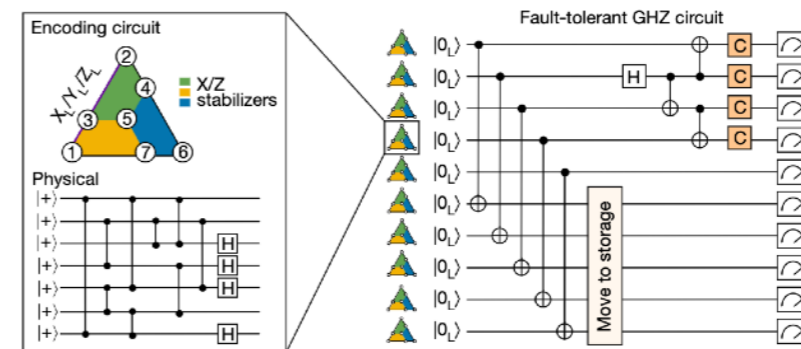 Encoding circuit
X_L/Y_L/Z_L
2
4
3
5
1
7
6
X/Z
stabilizers
Physical
|+⟩
|+⟩
|+⟩ H
|+⟩ H
|+⟩ H
|+⟩
|+⟩ H
Fault-tolerant GHZ circuit
|0_L⟩ C
|0_L⟩ H C
|0_L⟩ C
|0_L⟩ C
|0_L⟩
|0_L⟩
|0_L⟩
|0_L⟩
|0_L⟩
|0_L⟩
Move to storage